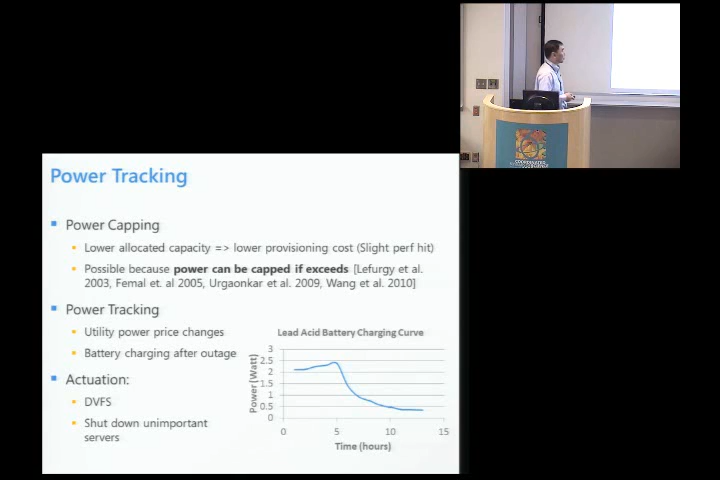 COORDINATED
Power Tracking
Power Capping
Lower allocated capacity => lower provisioning cost (Slight perf hit)
Possible because power can be capped if exceeds [Lefurgy et al.
2003, Femal et. al 2005, Urgaonkar et al. 2009, Wang et al. 2010]
Power Tracking
Utility power price changes
Battery charging after outage
Actuation:
DVFS
Shut down unimportant
servers
Lead Acid Battery Charging Curve
Power (Watt)
3
2.5
2
1.5
1
0.5
0
0 5 10 15
Time (hours)